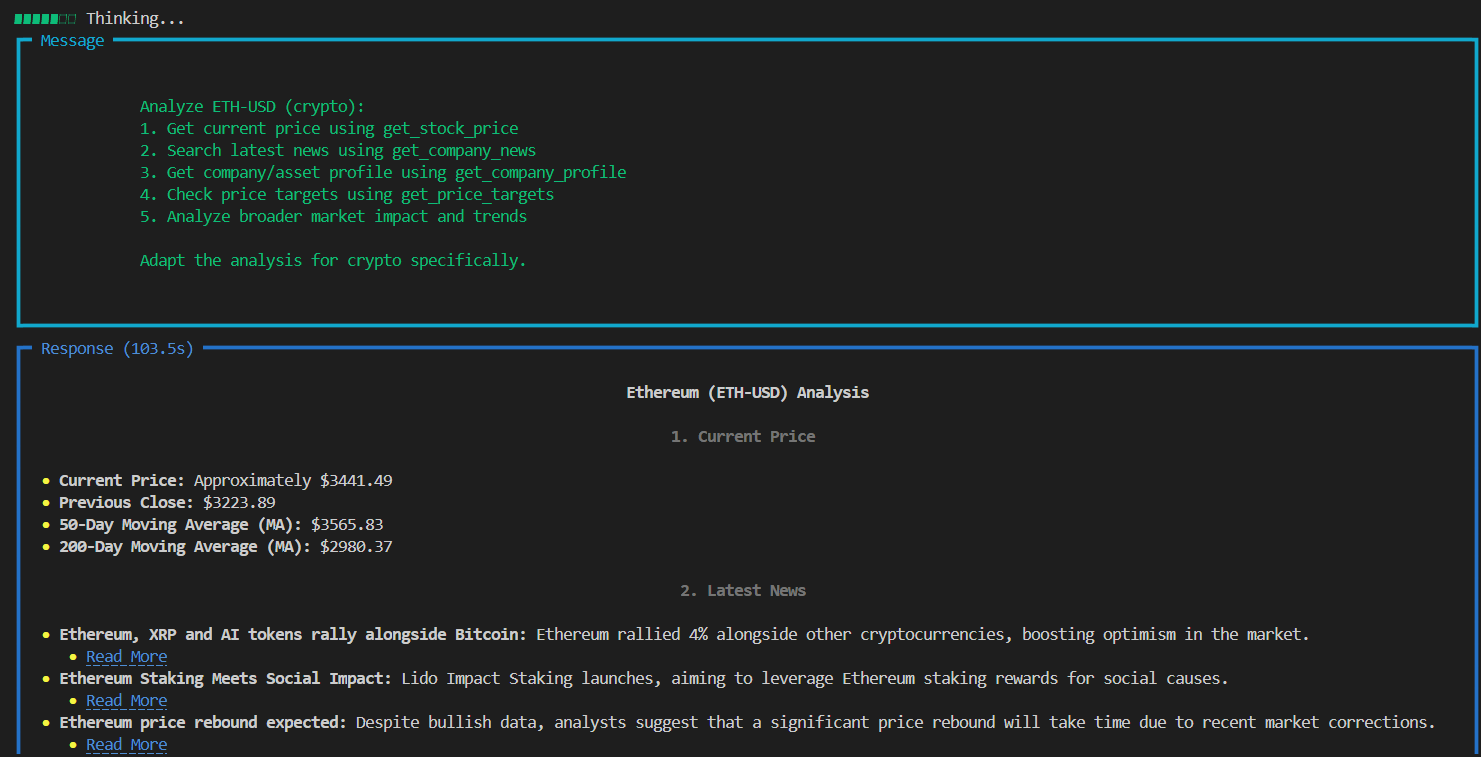 Thinking...
Message
Analyze ETH-USD (crypto):
1. Get current price using get_stock_price
2. Search latest news using get_company_news
3. Get company/asset profile using get_company_profile
4. Check price targets using get_price_targets
5. Analyze broader market impact and trends
Adapt the analysis for crypto specifically.
Response (103.5s)
Ethereum (ETH-USD) Analysis
1. Current Price
• Current Price: Approximately $3441.49
• Previous Close: $3223.89
• 50-Day Moving Average (MA): $3565.83
• 200-Day Moving Average (MA): $2980.37
2. Latest News
• Ethereum, XRP and AI tokens rally alongside Bitcoin: Ethereum rallied 4% alongside other cryptocurrencies, boosting optimism in the market.
• Read More
• Ethereum Staking Meets Social Impact: Lido Impact Staking launches, aiming to leverage Ethereum staking rewards for social causes.
• Read More
• Ethereum price rebound expected: Despite bullish data, analysts suggest that a significant price rebound will take time due to recent market corrections.
• Read More